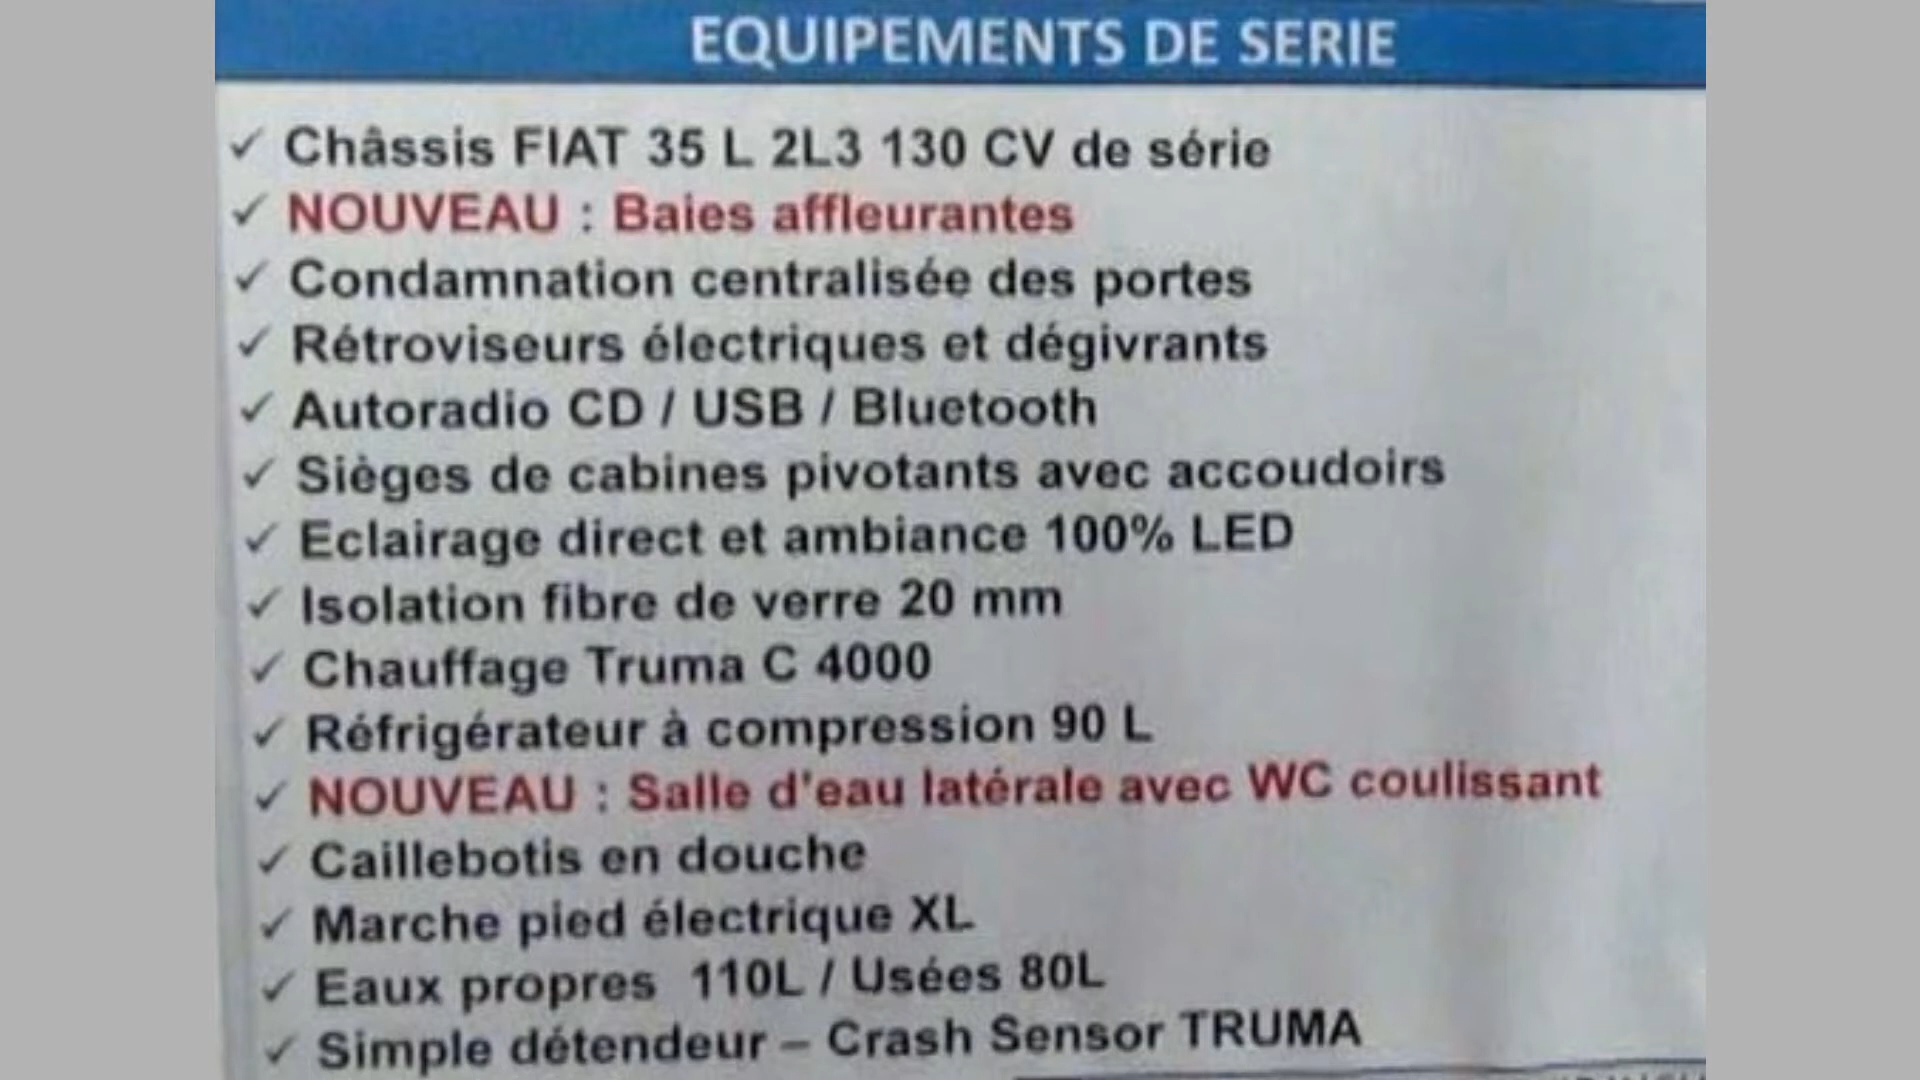 EQUIPEMENTS DE SERIE
✓ Châssis FIAT 35 L 2L3 130 CV de série
✓ NOUVEAU : Baies affleurantes
✓ Condamnation centralisée des portes
✓ Rétroviseurs électriques et dégivrants
✓ Autoradio CD / USB / Bluetooth
✓ Sièges de cabines pivotants avec accoudoirs
✓ Eclairage direct et ambiance 100% LED
✓ Isolation fibre de verre 20 mm
✓ Chauffage Truma C 4000
✓ Réfrigérateur à compression 90 L
✓ NOUVEAU : Salle d'eau latérale avec WC coulissant
✓ Caillebotis en douche
✓ Marche pied électrique XL
✓ Eaux propres 110L / Usées 80L
✓ Simple détendeur – Crash Sensor TRUMA